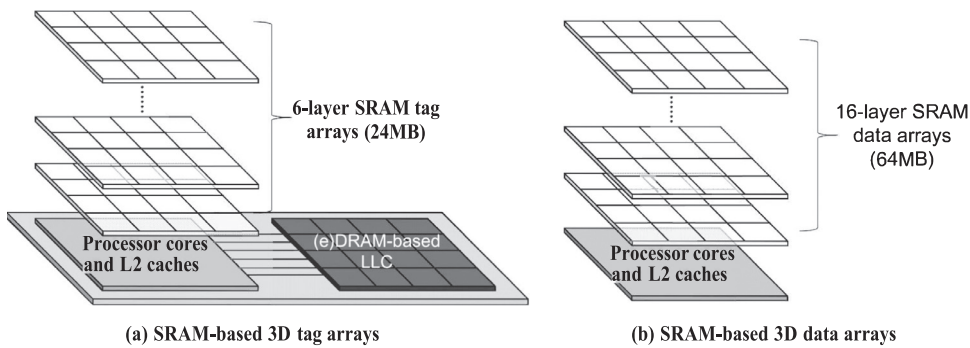 6-layer SRAM tag
arrays (24MB)
Processor cores
and L2 caches
(e)DRAM-based
LLC
(a) SRAM-based 3D tag arrays
16-layer SRAM
data arrays
(64MB)
Processor cores
and L2 caches
(b) SRAM-based 3D data arrays